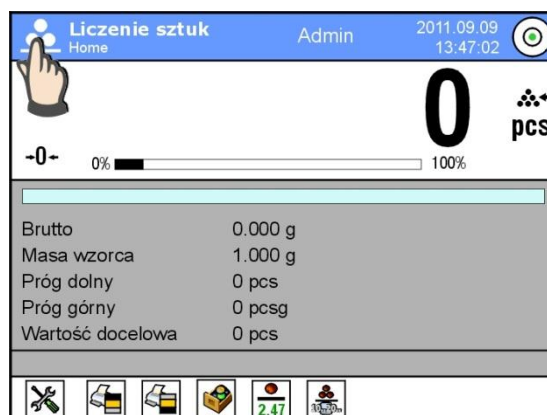 Liczenie sztuk
Home
Admin
2011.09.09
13:47:02
0
pcs
→0←
0%
100%
Brutto 0.000 g
Masa wzorca 1.000 g
Próg dolny 0 pcs
Próg górny 0 pcsg
Wartość docelowa 0 pcs
2.47